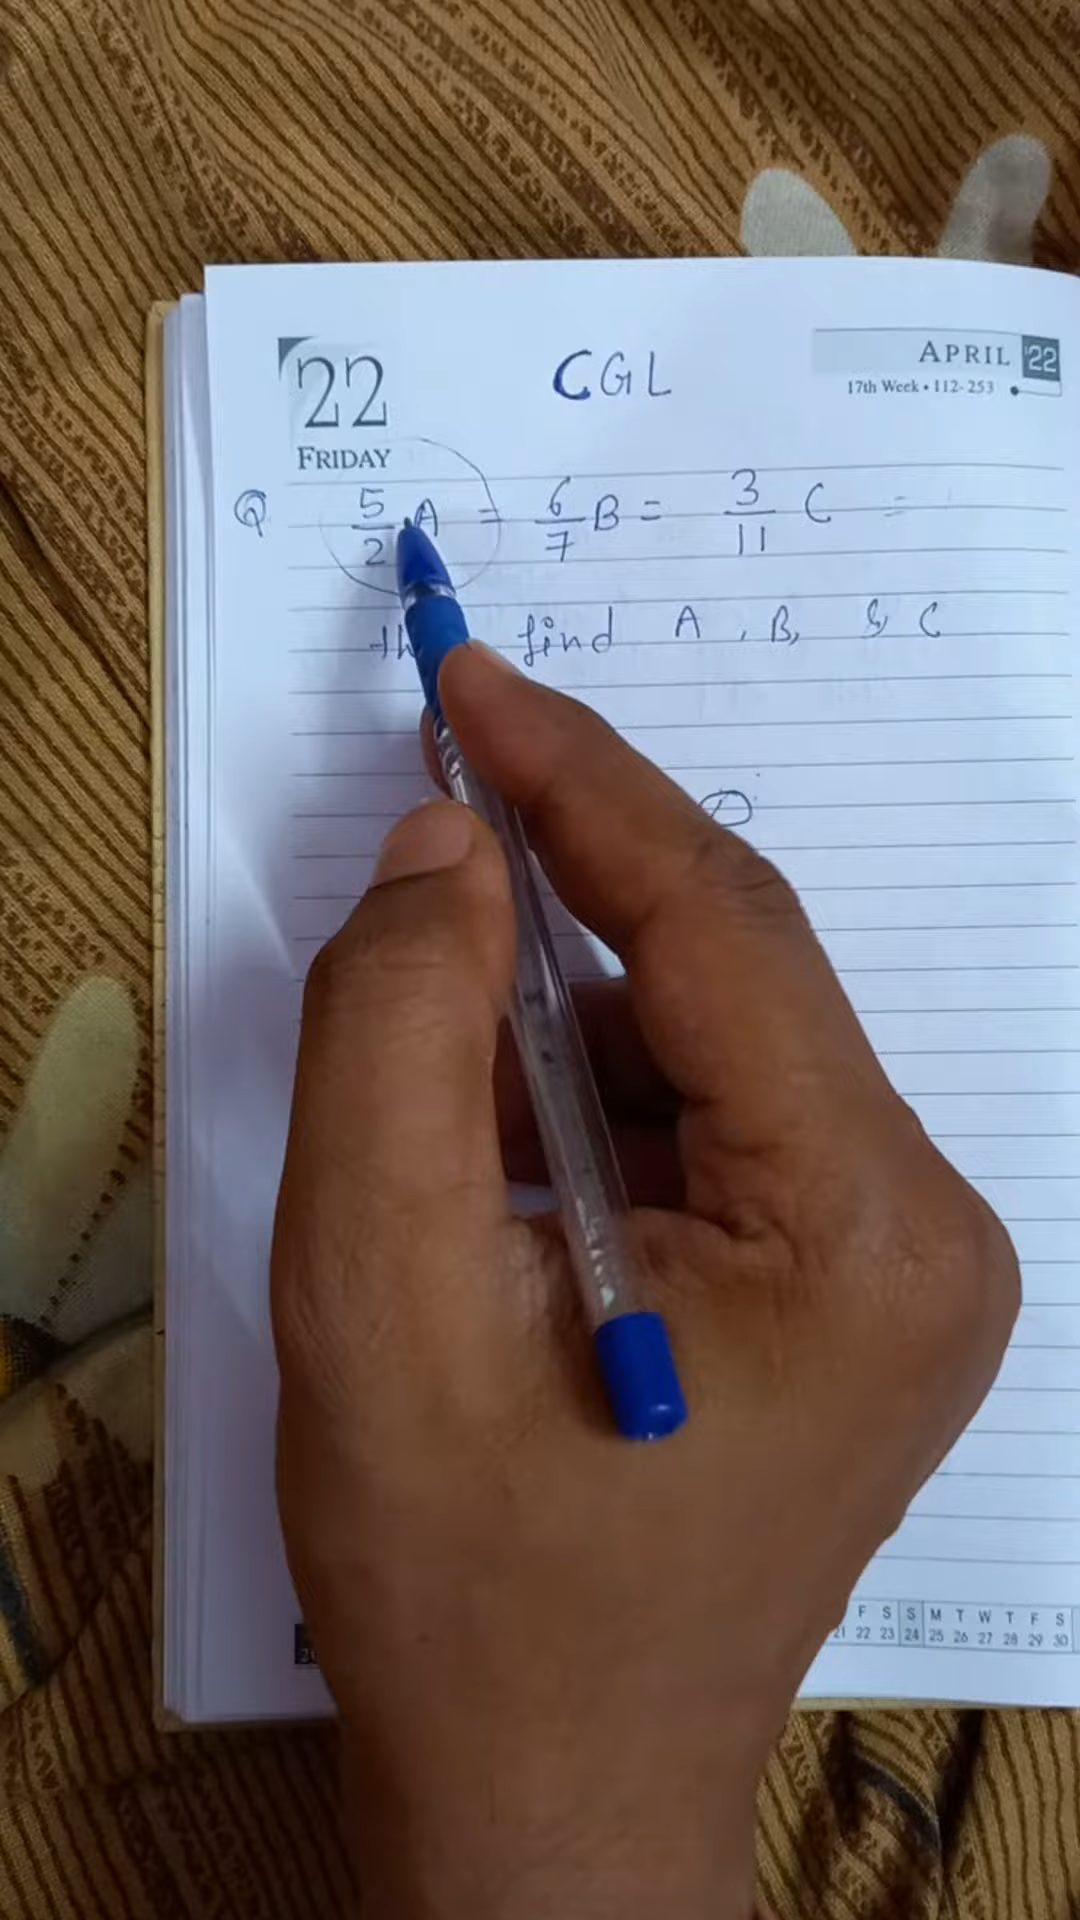 22
FRIDAY
CGL
APRIL '22
17th Week • 112-253
Q 5/2 A = 6/7 B = 3/11 C =
find A, B, & C
F S S M T W T F S
21 22 23 24 25 26 27 28 29 30